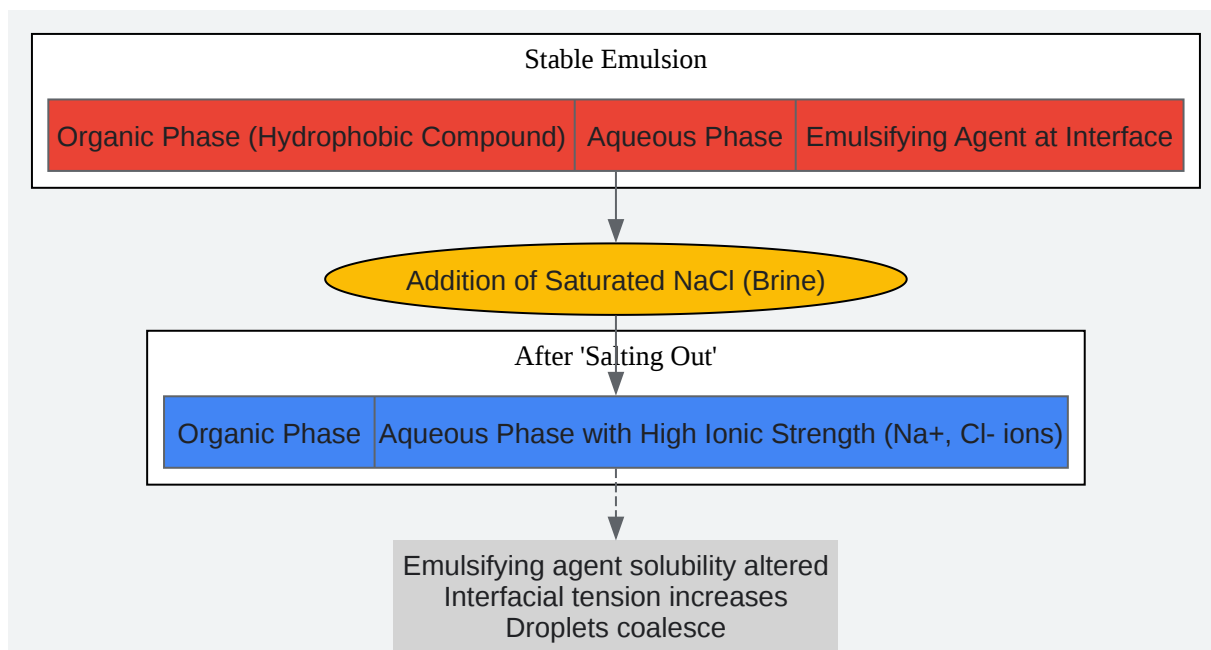 Stable Emulsion
Organic Phase (Hydrophobic Compound) Aqueous Phase Emulsifying Agent at Interface
Addition of Saturated NaCl (Brine)
After 'Salting Out'
Organic Phase Aqueous Phase with High Ionic Strength (Na+, Cl- ions)
Emulsifying agent solubility altered
Interfacial tension increases
Droplets coalesce